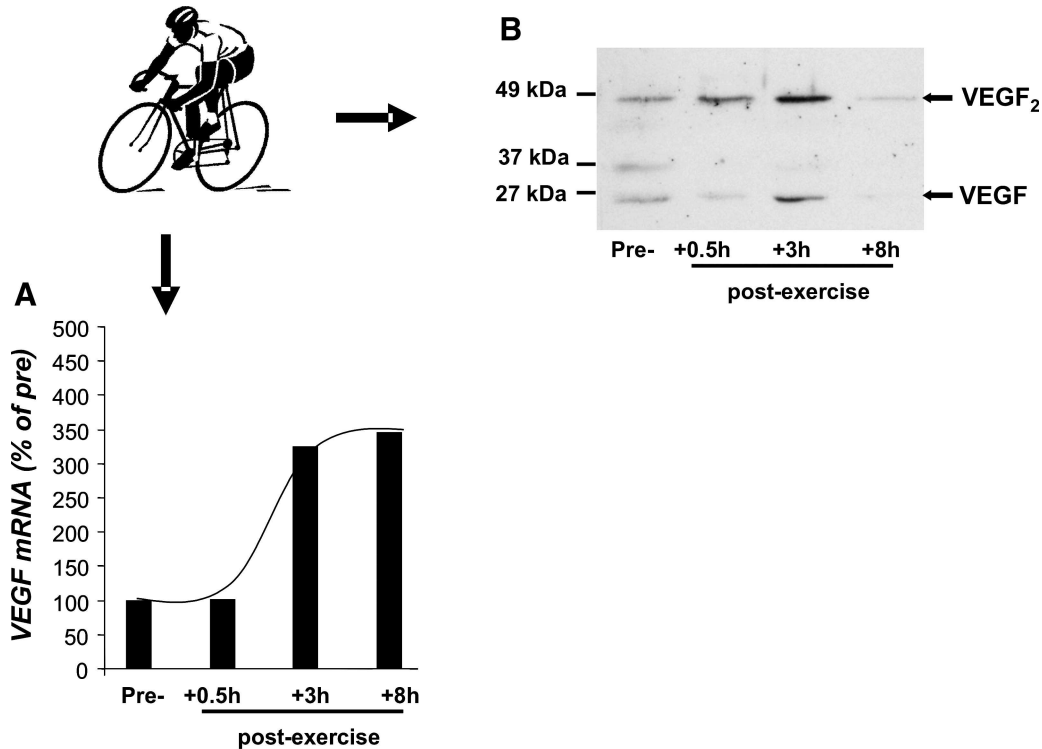 B
49 kDa
VEGF2
37 kDa
27 kDa
VEGF
Pre- +0.5h +3h +8h
post-exercise
A
VEGF mRNA (% of pre)
500
450
400
350
300
250
200
150
100
50
0
Pre- +0.5h +3h +8h
post-exercise